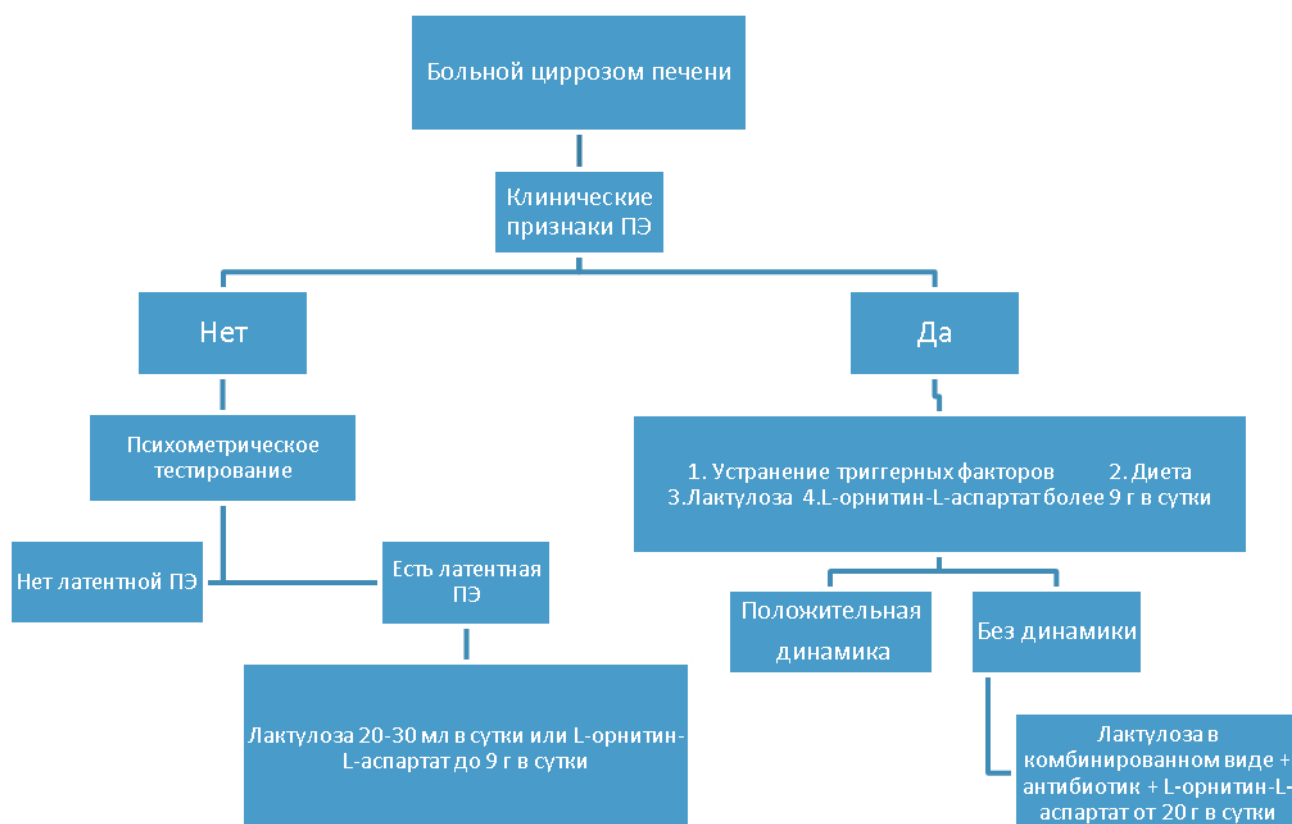 Больной циррозом печени
Клинические
признаки ПЭ
Нет
Да
Психометрическое
тестирование
1. Устранение триггерных факторов 2. Диета
3.Лактулоза 4.L-орнитин-L-аспартат более 9 г в сутки
Нет латентной ПЭ
Есть латентная
ПЭ
Положительная
динамика
Без динамики
Лактулоза 20-30 мл в сутки или L-орнитин-
L-аспартат до 9 г в сутки
Лактулоза в
комбинированном виде +
антибиотик + L-орнитин-L-
аспартат от 20 г в сутки